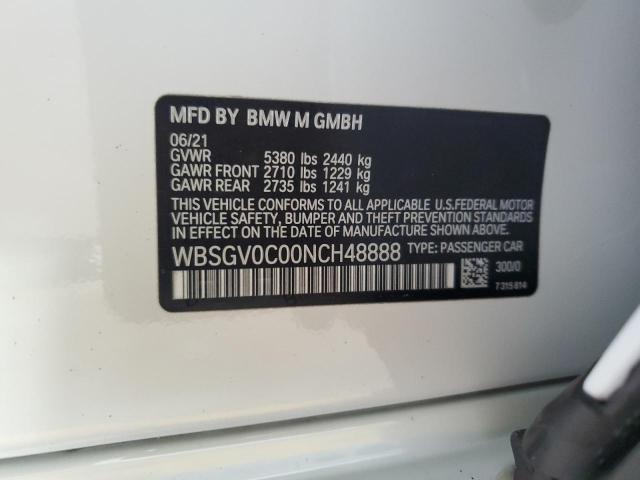 MFD BY BMW M GMBH
06/21
GVWR 5380 lbs 2440 kg
GAWR FRONT 2710 lbs 1229 kg
GAWR REAR 2735 lbs 1241 kg
THIS VEHICLE CONFORMS TO ALL APPLICABLE U.S.FEDERAL MOTOR
VEHICLE SAFETY, BUMPER AND THEFT PREVENTION STANDARDS
IN EFFECT ON THE DATE OF MANUFACTURE SHOWN ABOVE.
WBSGV0C00NCH48888 TYPE: PASSENGER CAR
300/0
7315814